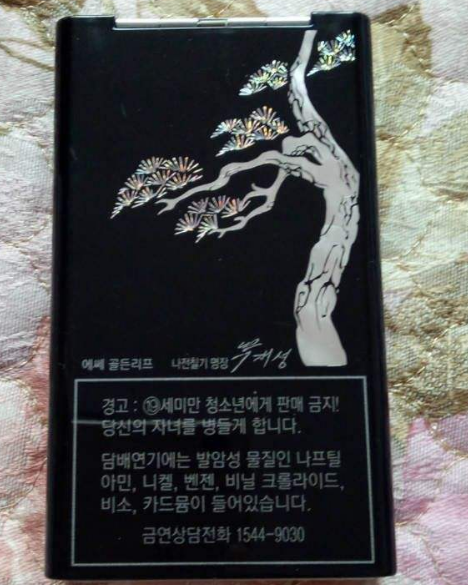 에쎄 골든리프 나전칠기 명장
경고 : ⑲세미만 청소년에게 판매 금지!
당신의 자녀를 병들게 합니다.
담배연기에는 발암성 물질인 나프틸
아민, 니켈, 벤젠, 비닐 크롤라이드,
비소, 카드뮴이 들어있습니다.
금연상담전화 1544-9030